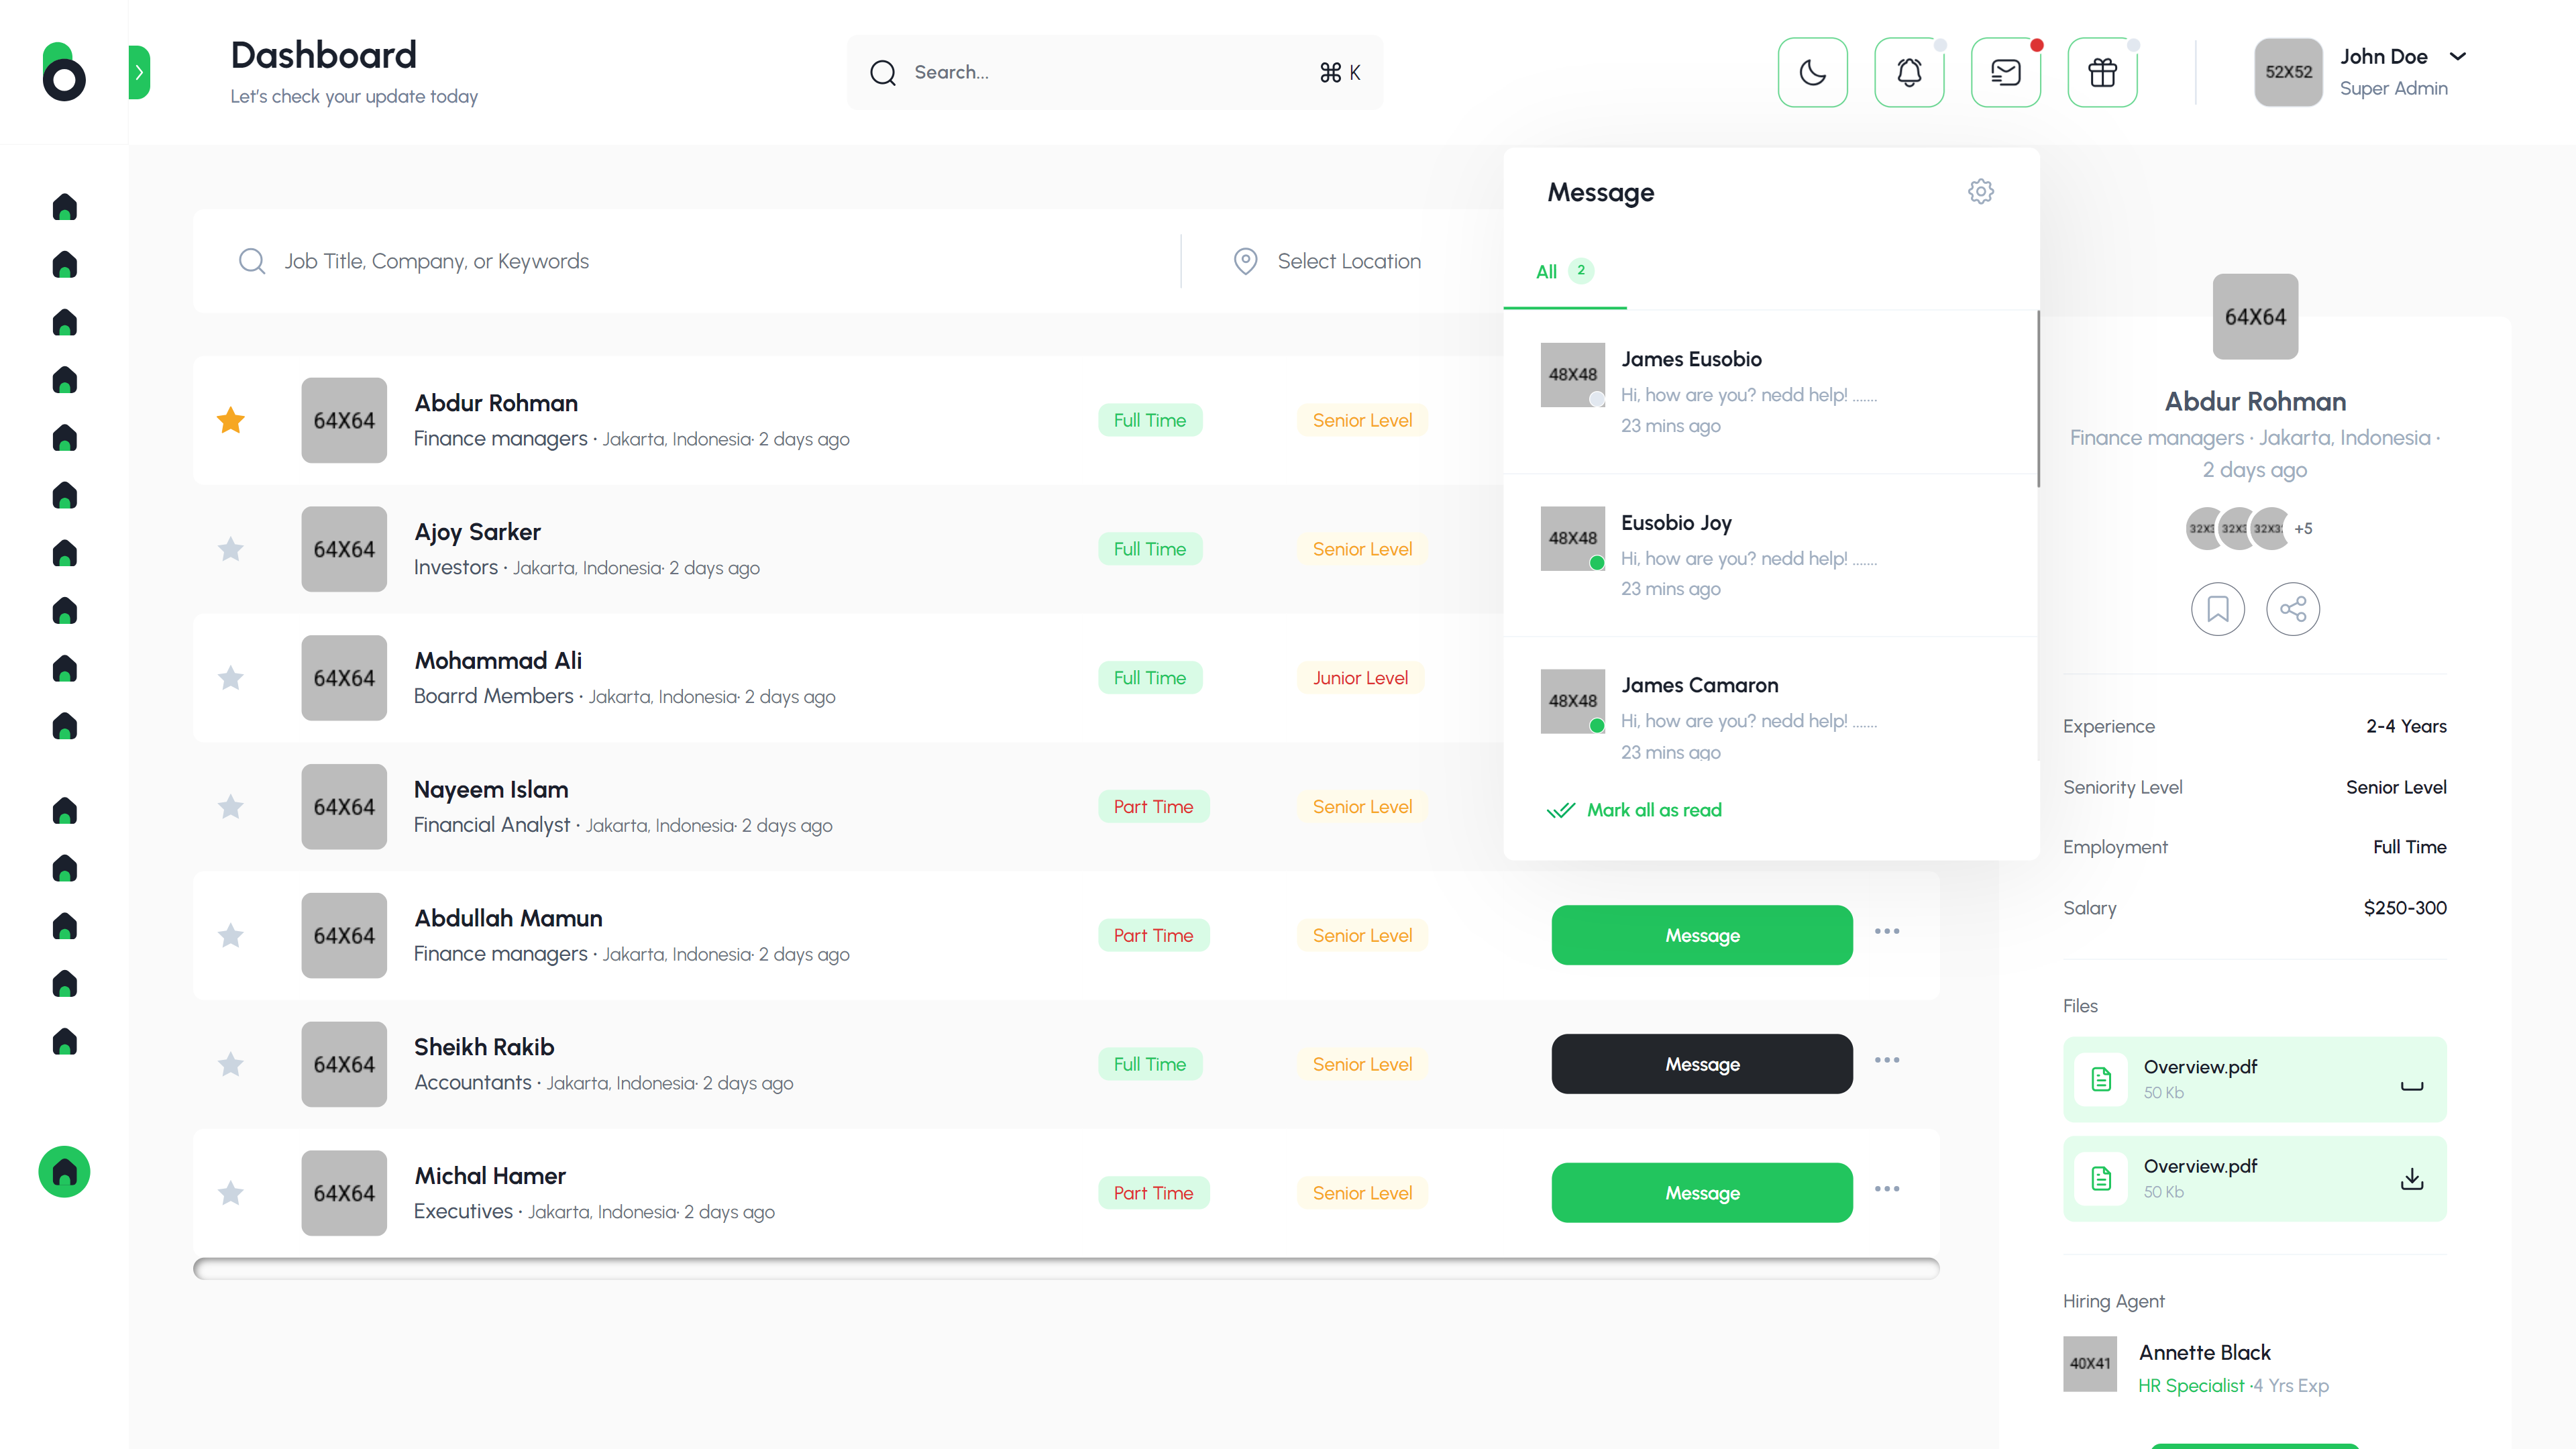 Dashboard
Let's check your update today
Search...
⌘ K
52X52
John Doe
Super Admin
Job Title, Company, or Keywords
Select Location
64X64
Abdur Rohman
Finance managers · Jakarta, Indonesia· 2 days ago
Full Time
Senior Level
64X64
Ajoy Sarker
Investors · Jakarta, Indonesia· 2 days ago
Full Time
Senior Level
64X64
Mohammad Ali
Boarrd Members · Jakarta, Indonesia· 2 days ago
Full Time
Junior Level
64X64
Nayeem Islam
Financial Analyst · Jakarta, Indonesia· 2 days ago
Part Time
Senior Level
64X64
Abdullah Mamun
Finance managers · Jakarta, Indonesia· 2 days ago
Part Time
Senior Level
Message
64X64
Sheikh Rakib
Accountants · Jakarta, Indonesia· 2 days ago
Full Time
Senior Level
Message
64X64
Michal Hamer
Executives · Jakarta, Indonesia· 2 days ago
Part Time
Senior Level
Message
Message
All 2
48X48
James Eusobio
Hi, how are you? nedd help! .......
23 mins ago
48X48
Eusobio Joy
Hi, how are you? nedd help! .......
23 mins ago
48X48
James Camaron
Hi, how are you? nedd help! .......
23 mins ago
Mark all as read
64X64
Abdur Rohman
Finance managers · Jakarta, Indonesia ·
2 days ago
+5
Experience 2-4 Years
Seniority Level Senior Level
Employment Full Time
Salary $250-300
Files
Overview.pdf
50 Kb
Overview.pdf
50 Kb
Hiring Agent
40X41
Annette Black
HR Specialist ·4 Yrs Exp